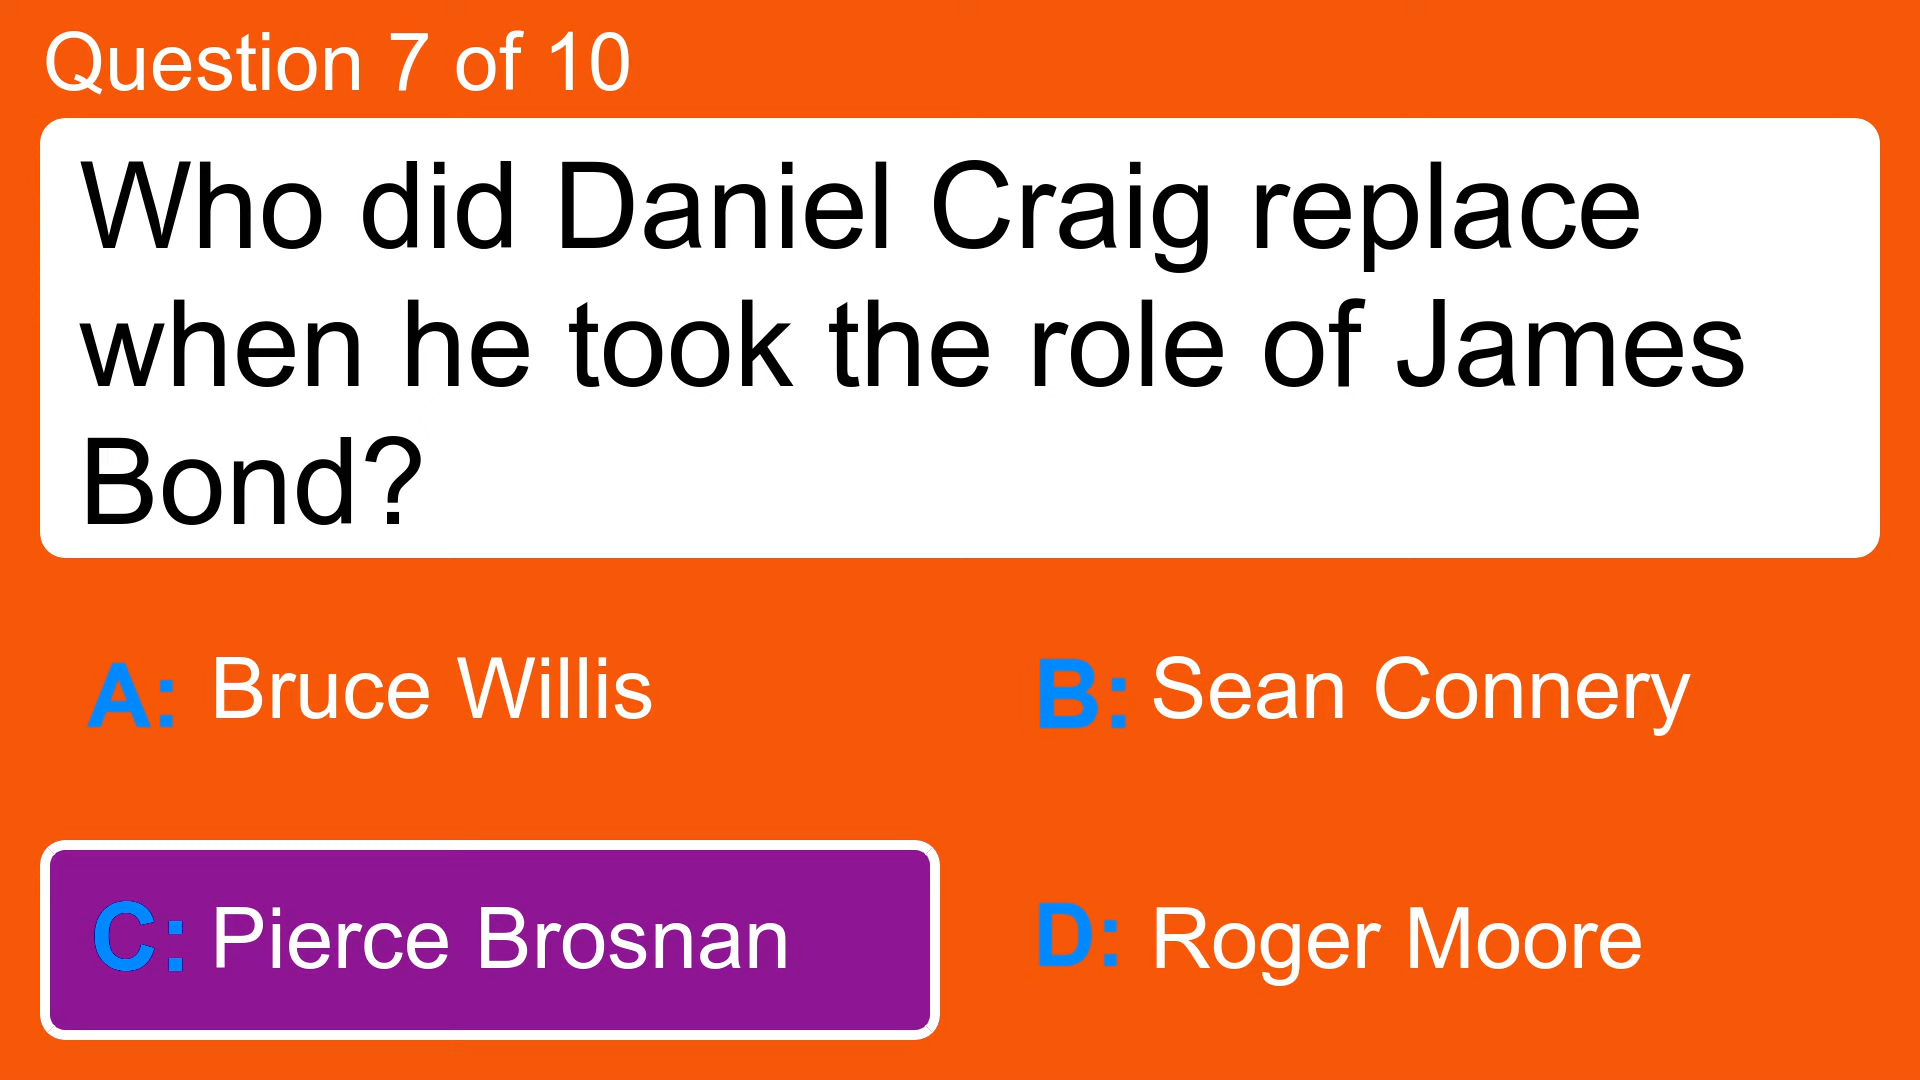 Question 7 of 10
Who did Daniel Craig replace
when he took the role of James
Bond?
A: Bruce Willis
B: Sean Connery
C: Pierce Brosnan
D: Roger Moore